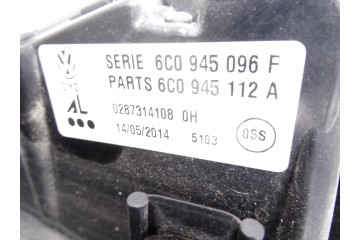 SERIE 6C0 945 096 F
PARTS 6C0 945 112 A
AL
0287314108 0H
14/05/2014 5103 05S